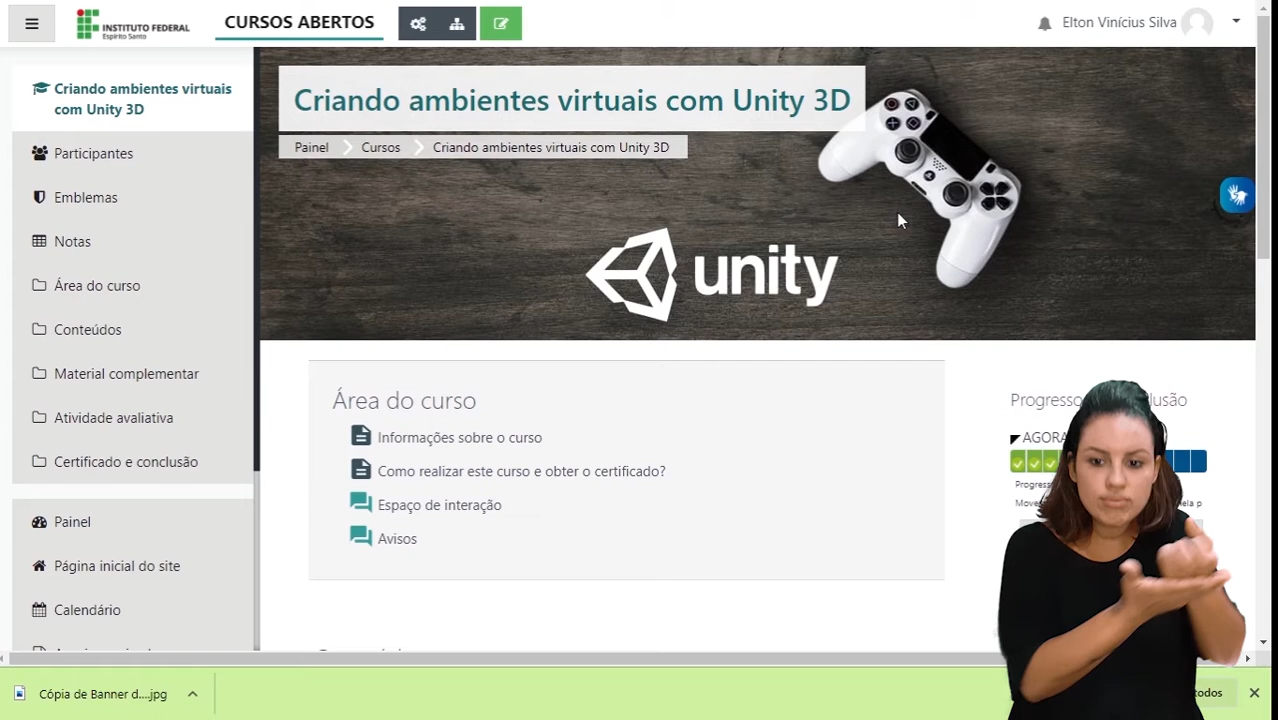 INSTITUTO FEDERAL
Espírito Santo
CURSOS ABERTOS
Elton Vinícius Silva
Criando ambientes virtuais
com Unity 3D
Participantes
Emblemas
Notas
Área do curso
Conteúdos
Material complementar
Atividade avaliativa
Certificado e conclusão
Painel
Página inicial do site
Calendário
Criando ambientes virtuais com Unity 3D
Painel
Cursos
Criando ambientes virtuais com Unity 3D
unity
Área do curso
Informações sobre o curso
Como realizar este curso e obter o certificado?
Espaço de interação
Avisos
AGORA
Cópia de Banner d....jpg